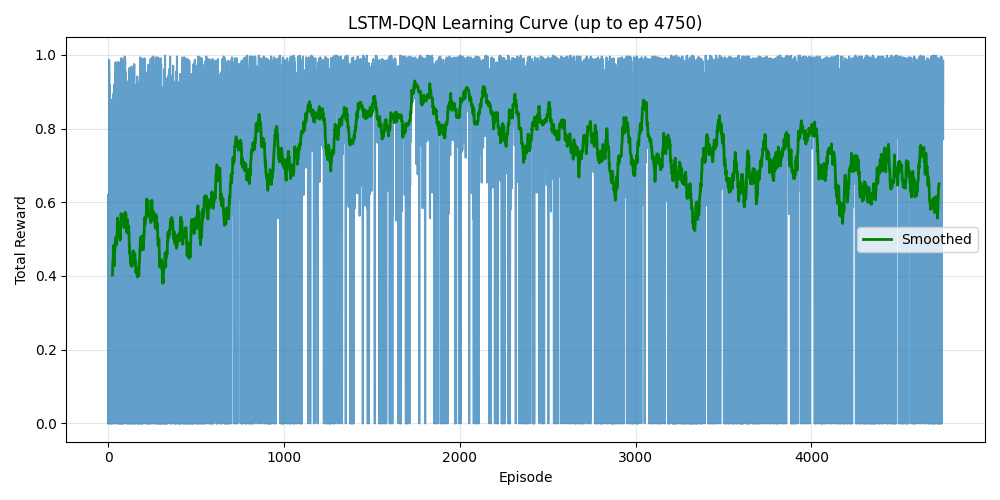 LSTM-DQN Learning Curve (up to ep 4750)
1.0
0.8
0.6
0.4
0.2
0.0
Total Reward
Smoothed
0 1000 2000 3000 4000
Episode